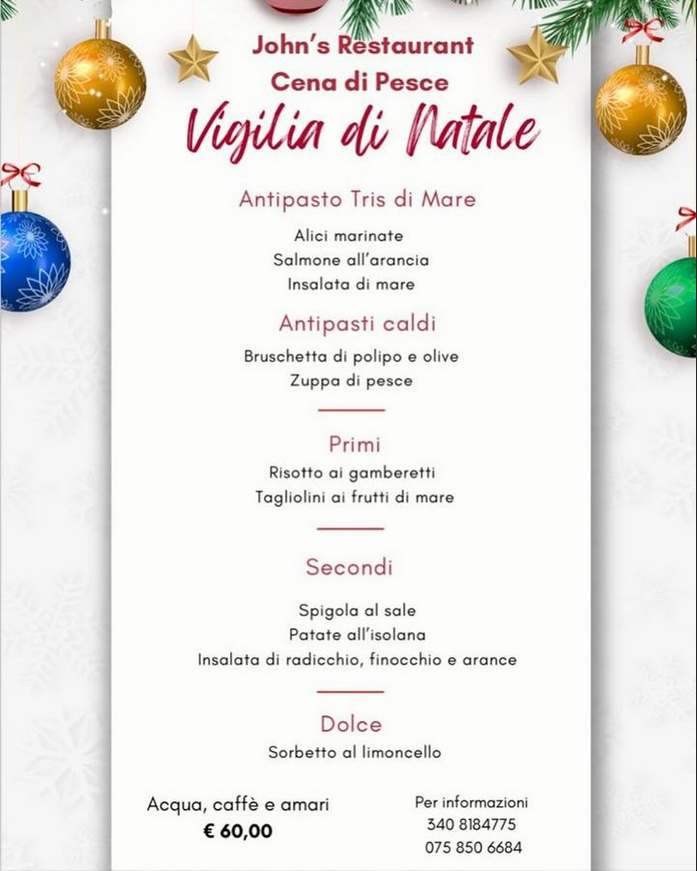 John's Restaurant
Cena di Pesce
Vigilia di Natale
Antipasto Tris di Mare
Alici marinate
Salmone all'arancia
Insalata di mare
Antipasti caldi
Bruschetta di polipo e olive
Zuppa di pesce
Primi
Risotto ai gamberetti
Tagliolini ai frutti di mare
Secondi
Spigola al sale
Patate all'isolana
Insalata di radicchio, finocchio e arance
Dolce
Sorbetto al limoncello
Acqua, caffè e amari
€ 60,00
Per informazioni
340 8184775
075 850 6684